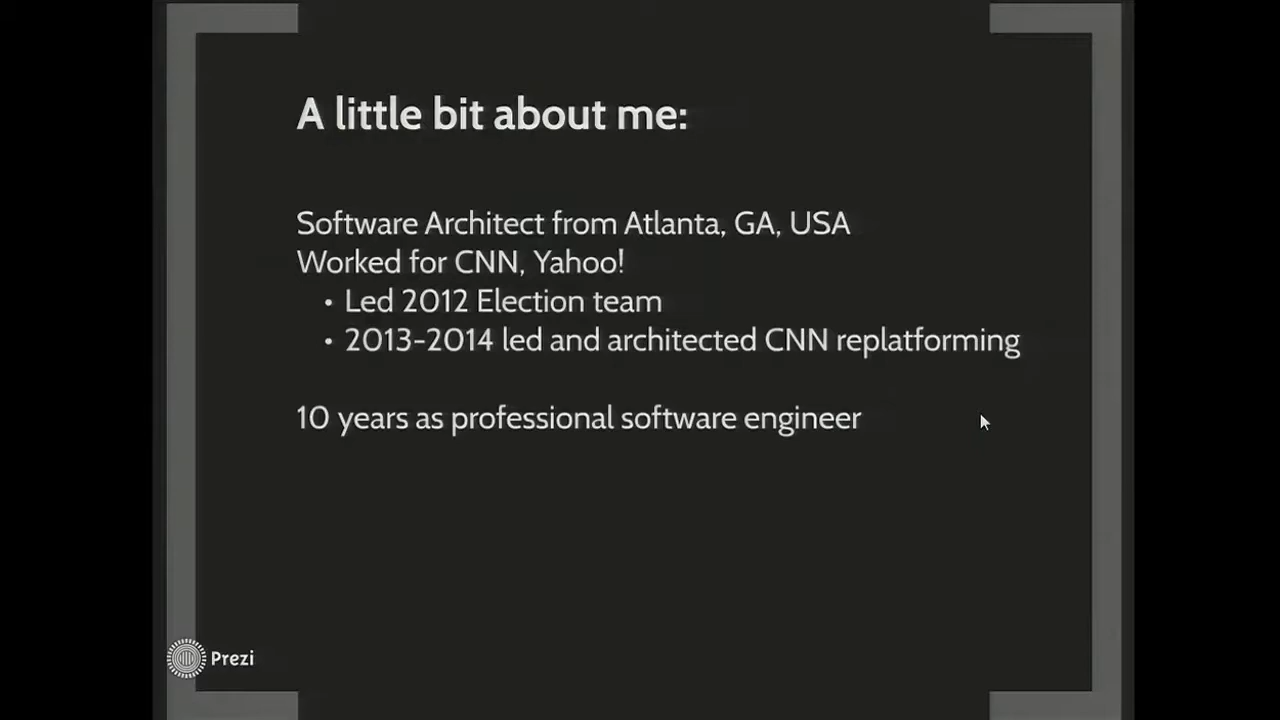 A little bit about me:
Software Architect from Atlanta, GA, USA
Worked for CNN, Yahoo!
• Led 2012 Election team
• 2013-2014 led and architected CNN replatforming
10 years as professional software engineer
Prezi